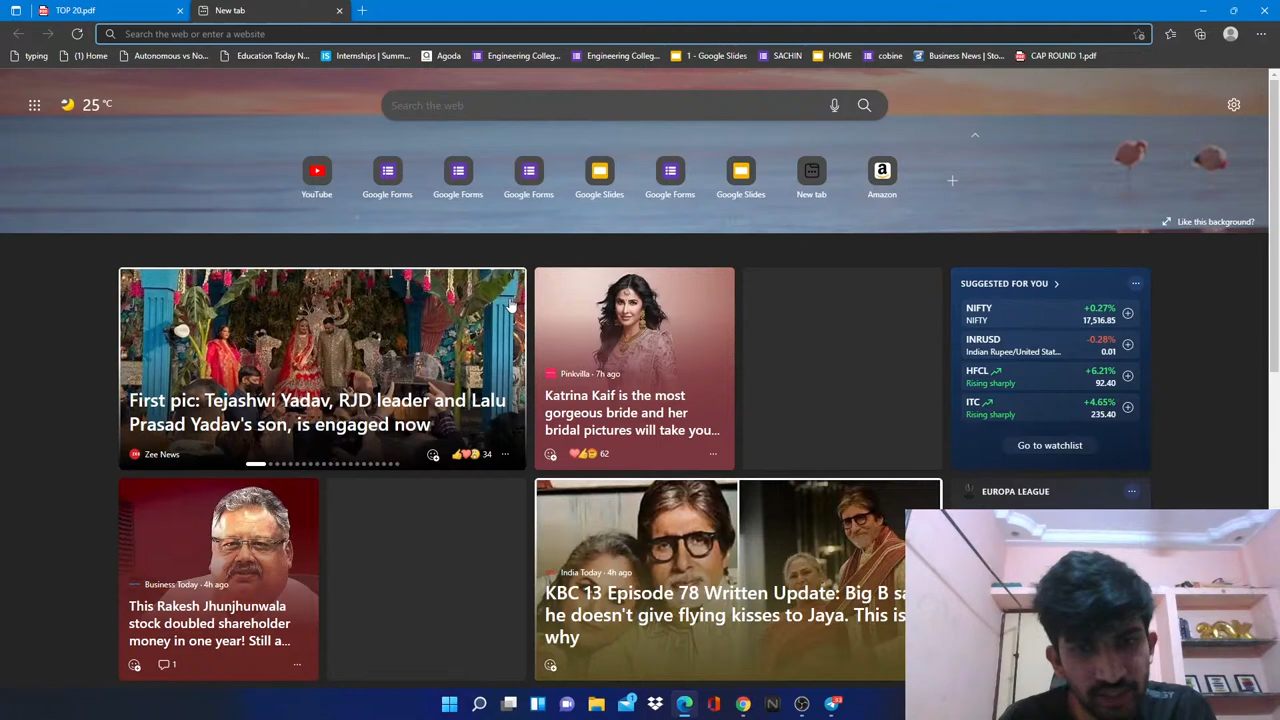 TOP 20.pdf
New tab
Search the web or enter a website
typing
(1) Home
Autonomous vs No...
Education Today N...
Internships | Summ...
Agoda
Engineering Colleg...
Engineering Colleg...
1 - Google Slides
SACHIN
HOME
cobine
Business News | Sto...
CAP ROUND 1.pdf
25 °C
Search the web
YouTube
Google Forms
Google Forms
Google Forms
Google Slides
Google Forms
Google Slides
New tab
Amazon
Like this background?
First pic: Tejashwi Yadav, RJD leader and Lalu
Prasad Yadav's son, is engaged now
Zee News
34
Pinkvilla · 7h ago
Katrina Kaif is the most
gorgeous bride and her
bridal pictures will take you...
62
SUGGESTED FOR YOU
NIFTY +0.27%
NIFTY 17,516.85
INRUSD -0.28%
Indian Rupee/United Stat... 0.01
HFCL +6.21%
Rising sharply 92.40
ITC +4.65%
Rising sharply 235.40
Go to watchlist
Business Today · 4h ago
This Rakesh Jhunjhunwala
stock doubled shareholder
money in one year! Still a...
1
India Today · 4h ago
KBC 13 Episode 78 Written Update: Big B sa
he doesn't give flying kisses to Jaya. This is
why
EUROPA LEAGUE